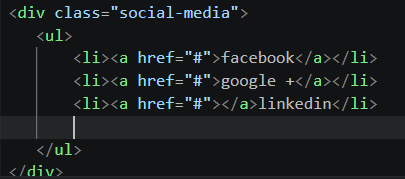 <div class="social-media">
<ul>
<li><a href="#">facebook</a></li>
<li><a href="#">google +</a></li>
<li><a href="#"></a>linkedin</li>
</ul>
</div>